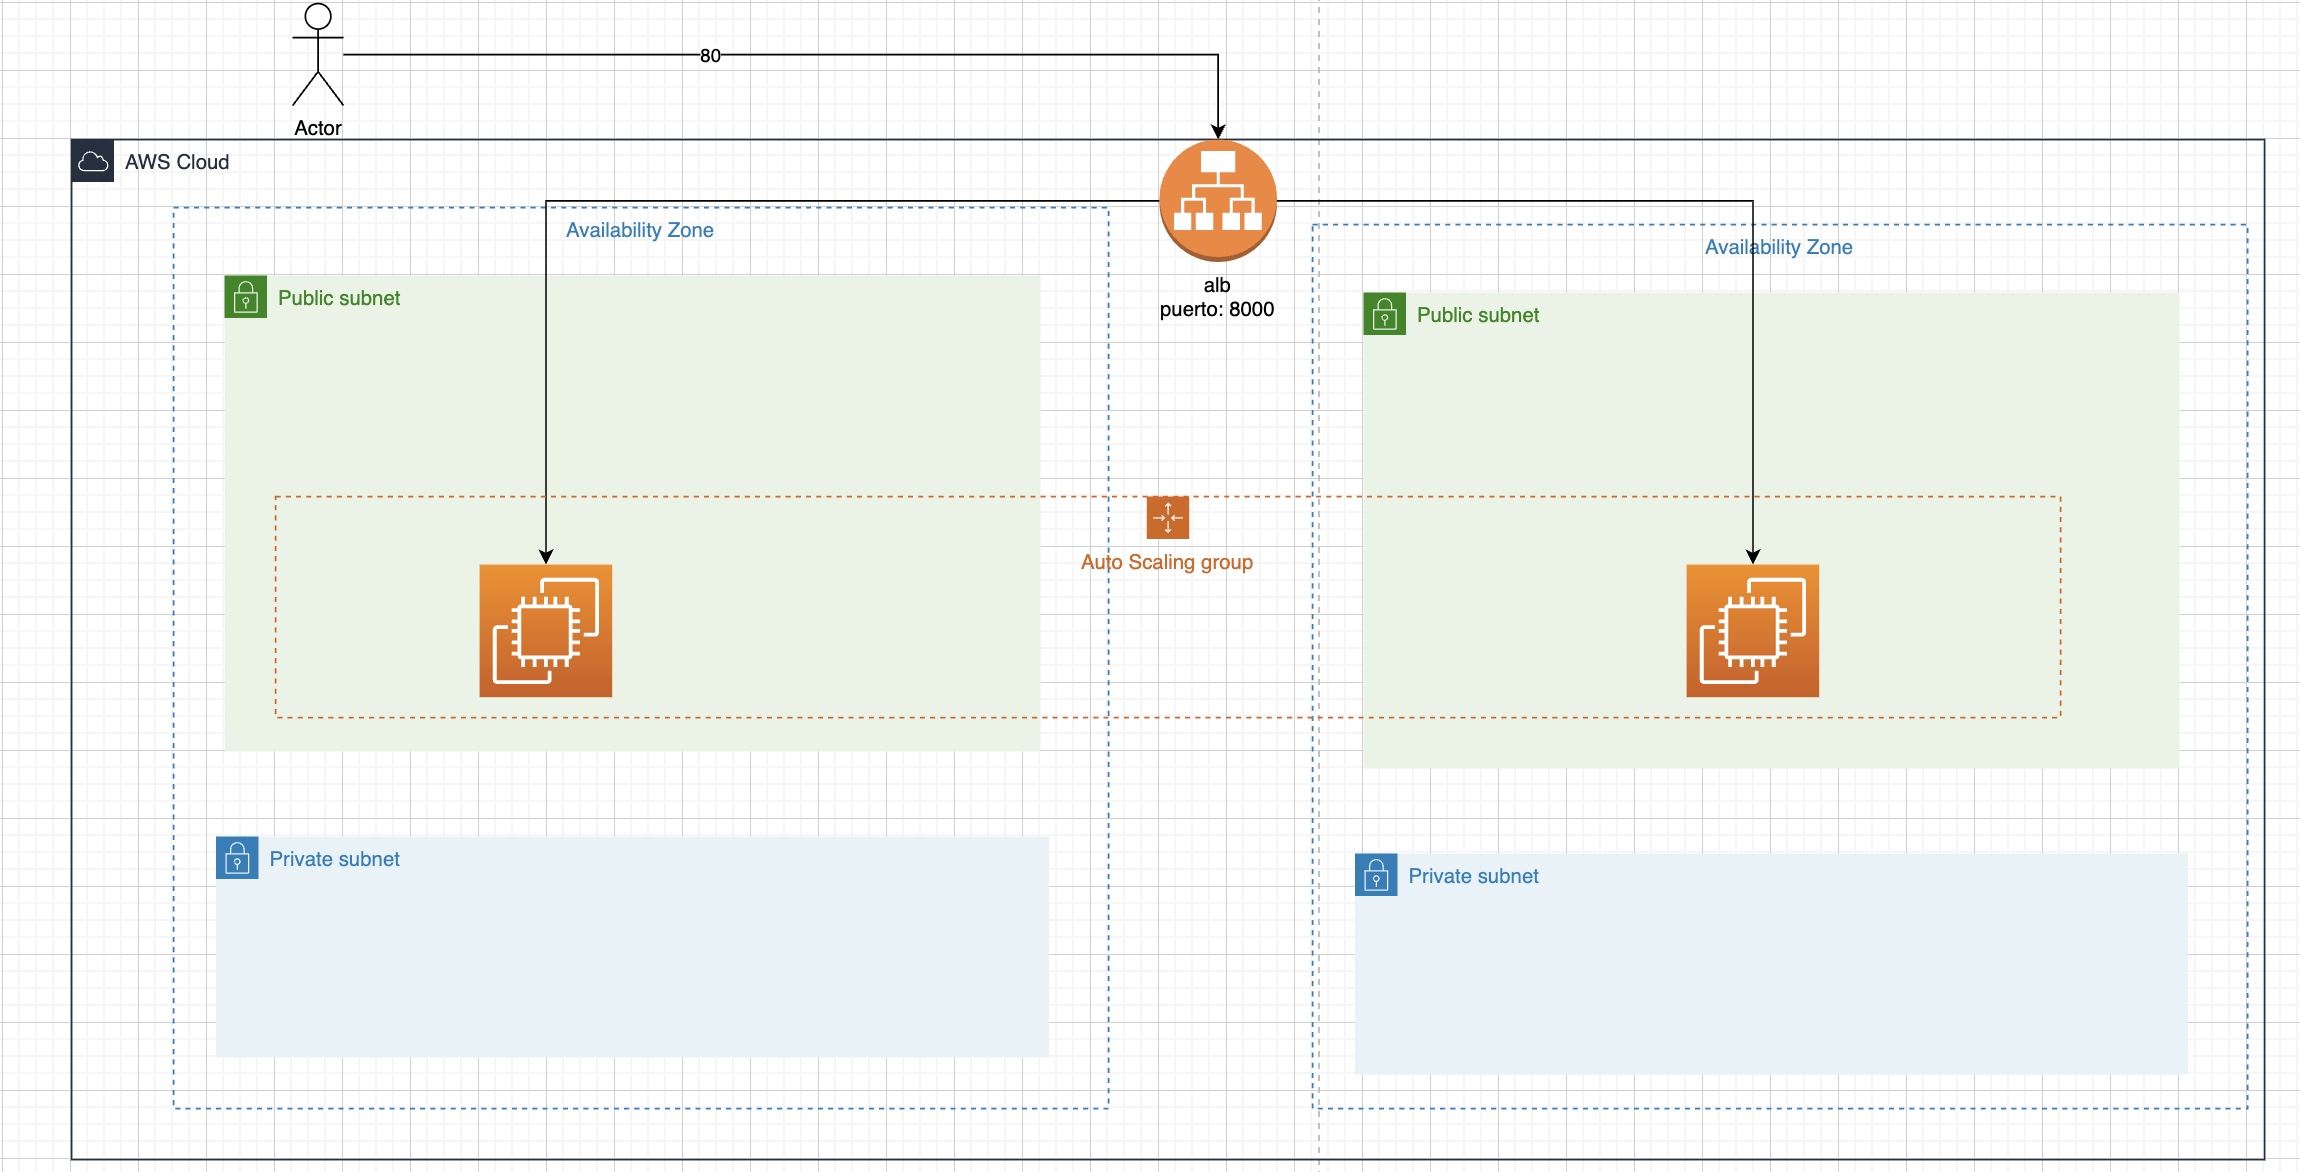 80
Actor
AWS Cloud
Availability Zone
Availability Zone
Public subnet
alb
puerto: 8000
Public subnet
Auto Scaling group
Private subnet
Private subnet